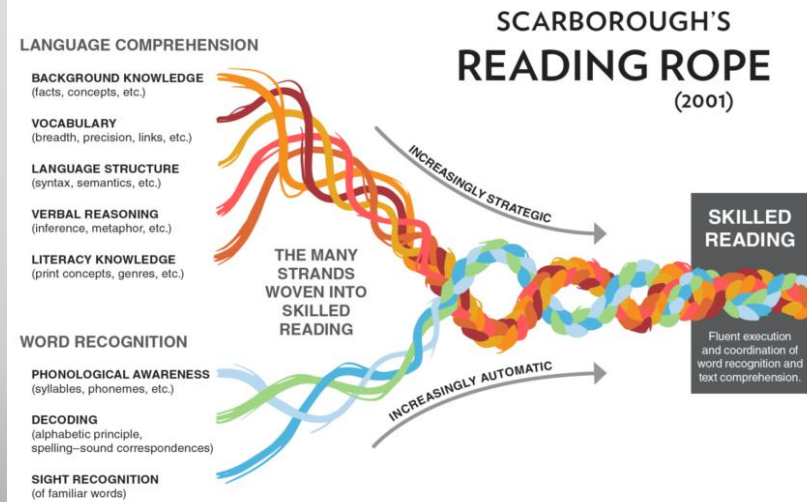 SCARBOROUGH'S
READING ROPE
(2001)
LANGUAGE COMPREHENSION
BACKGROUND KNOWLEDGE
(facts, concepts, etc.)
VOCABULARY
(breadth, precision, links, etc.)
LANGUAGE STRUCTURE
(syntax, semantics, etc.)
VERBAL REASONING
(inference, metaphor, etc.)
LITERACY KNOWLEDGE
(print concepts, genres, etc.)
THE MANY
STRANDS
WOVEN INTO
SKILLED
READING
WORD RECOGNITION
PHONOLOGICAL AWARENESS
(syllables, phonemes, etc.)
DECODING
(alphabetic principle,
spelling–sound correspondences)
SIGHT RECOGNITION
(of familiar words)
INCREASINGLY STRATEGIC
INCREASINGLY AUTOMATIC
SKILLED
READING
Fluent execution
and coordination of
word recognition and
text comprehension.